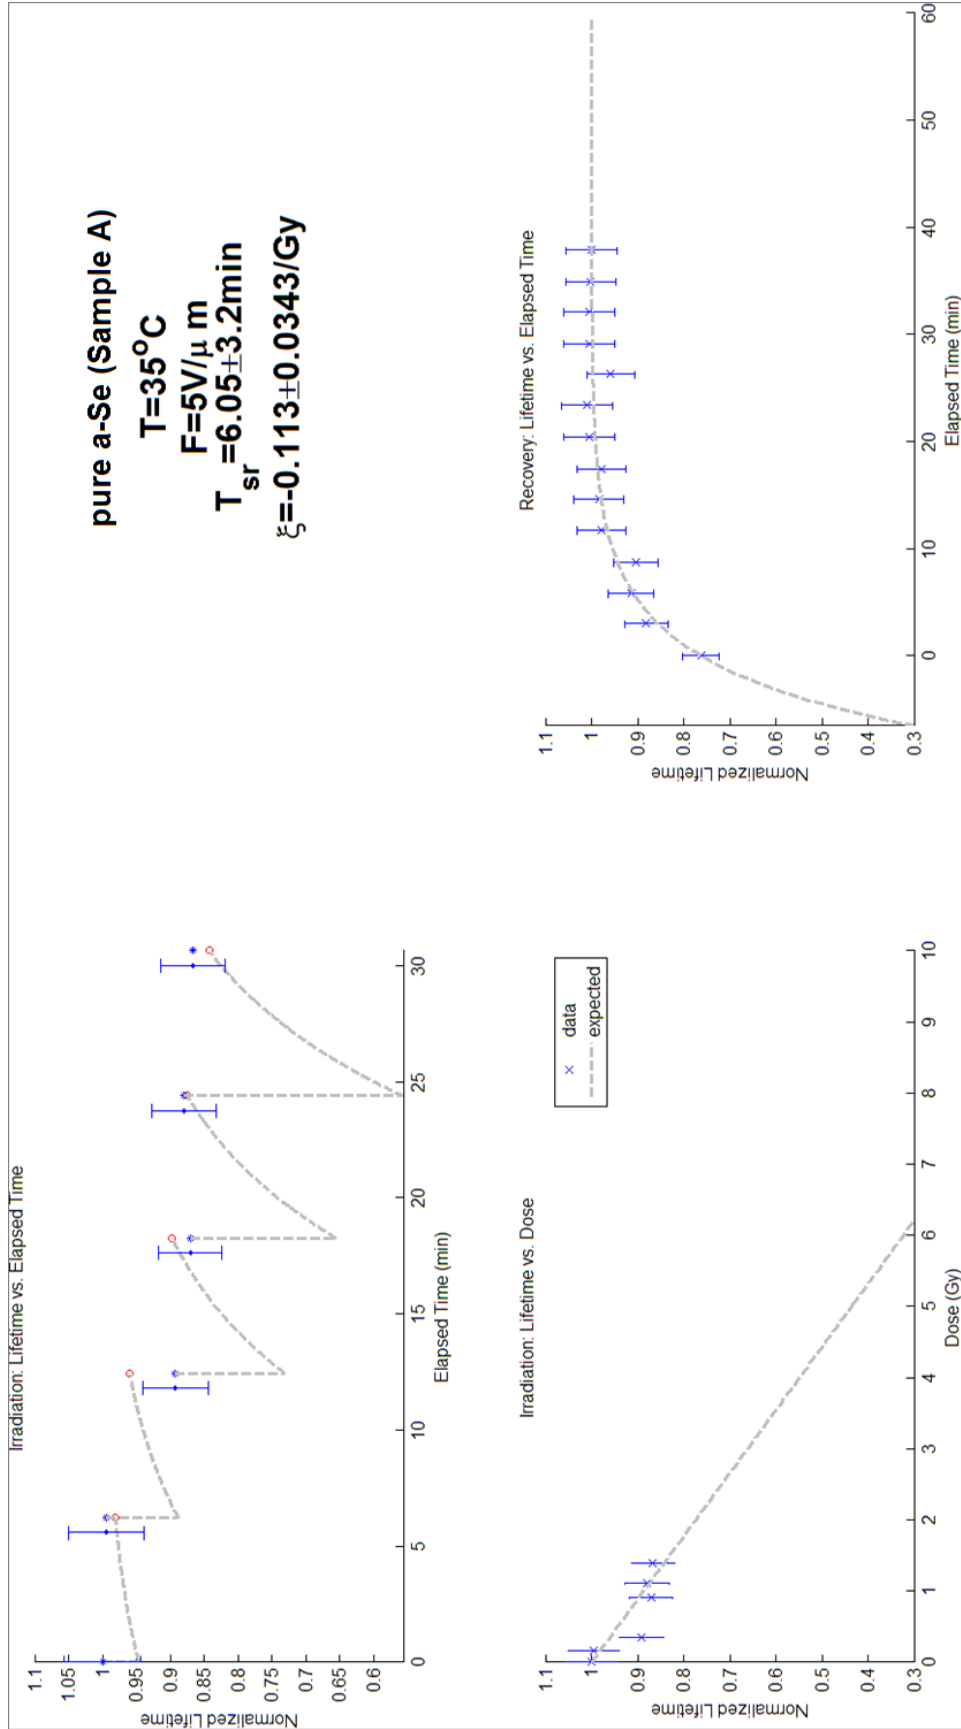 Irradiation: Lifetime vs. Elapsed Time
Normalized Lifetime
1.1
1.05
1
0.95
0.9
0.85
0.8
0.75
0.7
0.65
0.6
0 5 10 15 20 25 30
Elapsed Time (min)
pure a-Se (Sample A)
T=35°C
F=5V/μ m
T_sr=6.05±3.2min
ξ=-0.113±0.0343/Gy
Irradiation: Lifetime vs. Dose
Normalized Lifetime
1.1
1
0.9
0.8
0.7
0.6
0.5
0.4
0.3
0 1 2 3 4 5 6 7 8 9 10
Dose (Gy)
data
expected
Recovery: Lifetime vs. Elapsed Time
Normalized Lifetime
1.1
1
0.9
0.8
0.7
0.6
0.5
0.4
0.3
0 10 20 30 40 50 60
Elapsed Time (min)